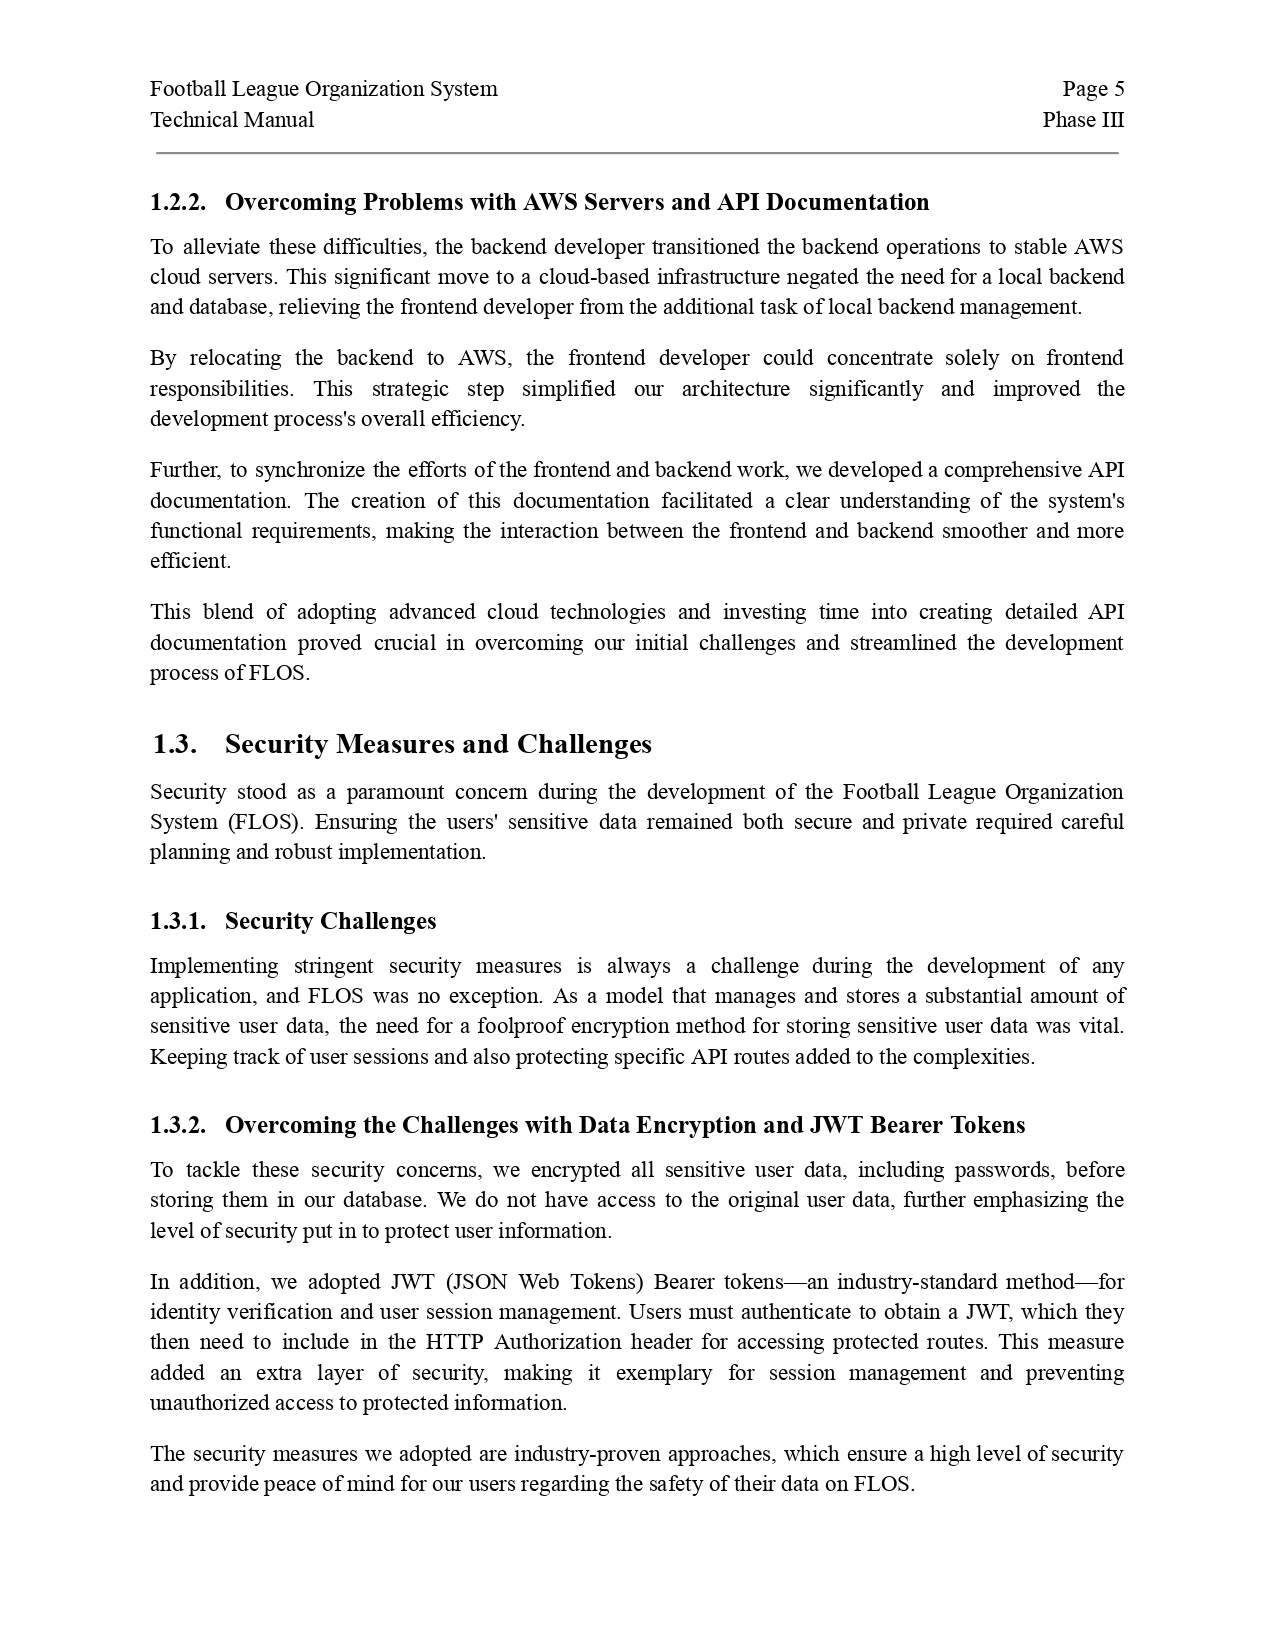 Football League Organization System
Page 5
Technical Manual
Phase III
1.2.2. Overcoming Problems with AWS Servers and API Documentation
To alleviate these difficulties, the backend developer transitioned the backend operations to stable AWS
cloud servers. This significant move to a cloud-based infrastructure negated the need for a local backend
and database, relieving the frontend developer from the additional task of local backend management.
By relocating the backend to AWS, the frontend developer could concentrate solely on frontend
responsibilities. This strategic step simplified our architecture significantly and improved the
development process's overall efficiency.
Further, to synchronize the efforts of the frontend and backend work, we developed a comprehensive API
documentation. The creation of this documentation facilitated a clear understanding of the system's
functional requirements, making the interaction between the frontend and backend smoother and more
efficient.
This blend of adopting advanced cloud technologies and investing time into creating detailed API
documentation proved crucial in overcoming our initial challenges and streamlined the development
process of FLOS.
1.3. Security Measures and Challenges
Security stood as a paramount concern during the development of the Football League Organization
System (FLOS). Ensuring the users' sensitive data remained both secure and private required careful
planning and robust implementation.
1.3.1. Security Challenges
Implementing stringent security measures is always a challenge during the development of any
application, and FLOS was no exception. As a model that manages and stores a substantial amount of
sensitive user data, the need for a foolproof encryption method for storing sensitive user data was vital.
Keeping track of user sessions and also protecting specific API routes added to the complexities.
1.3.2. Overcoming the Challenges with Data Encryption and JWT Bearer Tokens
To tackle these security concerns, we encrypted all sensitive user data, including passwords, before
storing them in our database. We do not have access to the original user data, further emphasizing the
level of security put in to protect user information.
In addition, we adopted JWT (JSON Web Tokens) Bearer tokens—an industry-standard method—for
identity verification and user session management. Users must authenticate to obtain a JWT, which they
then need to include in the HTTP Authorization header for accessing protected routes. This measure
added an extra layer of security, making it exemplary for session management and preventing
unauthorized access to protected information.
The security measures we adopted are industry-proven approaches, which ensure a high level of security
and provide peace of mind for our users regarding the safety of their data on FLOS.